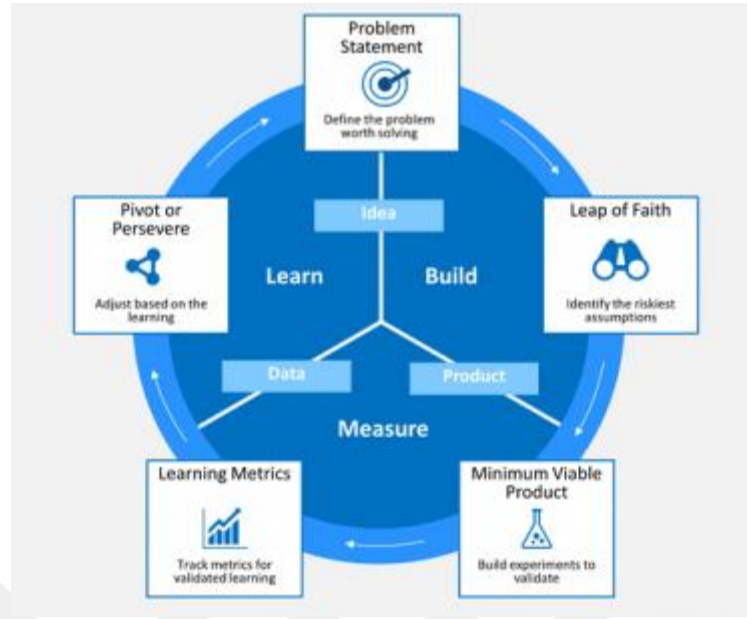 Problem
Statement
Define the problem
worth solving
Idea
Pivot or
Persevere
Adjust based on the
learning
Learn
Build
Leap of Faith
Identify the riskiest
assumptions
Data
Product
Measure
Learning Metrics
Track metrics for
validated learning
Minimum Viable
Product
Build experiments to
validate